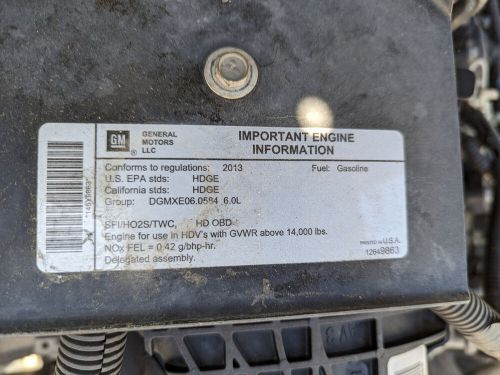 GM
®
GENERAL
MOTORS
LLC
IMPORTANT ENGINE
INFORMATION
Conforms to regulations: 2013 Fuel: Gasoline
U.S. EPA stds: HDGE
California stds: HDGE
Group: DGMXE06.0584 6.0L
SFI/HO2S/TWC, HD OBD
Engine for use in HDV's with GVWR above 14,000 lbs.
NOx FEL = 0.42 g/bhp-hr.
Delegated assembly.
PRINTED IN U.S.A.
12649863